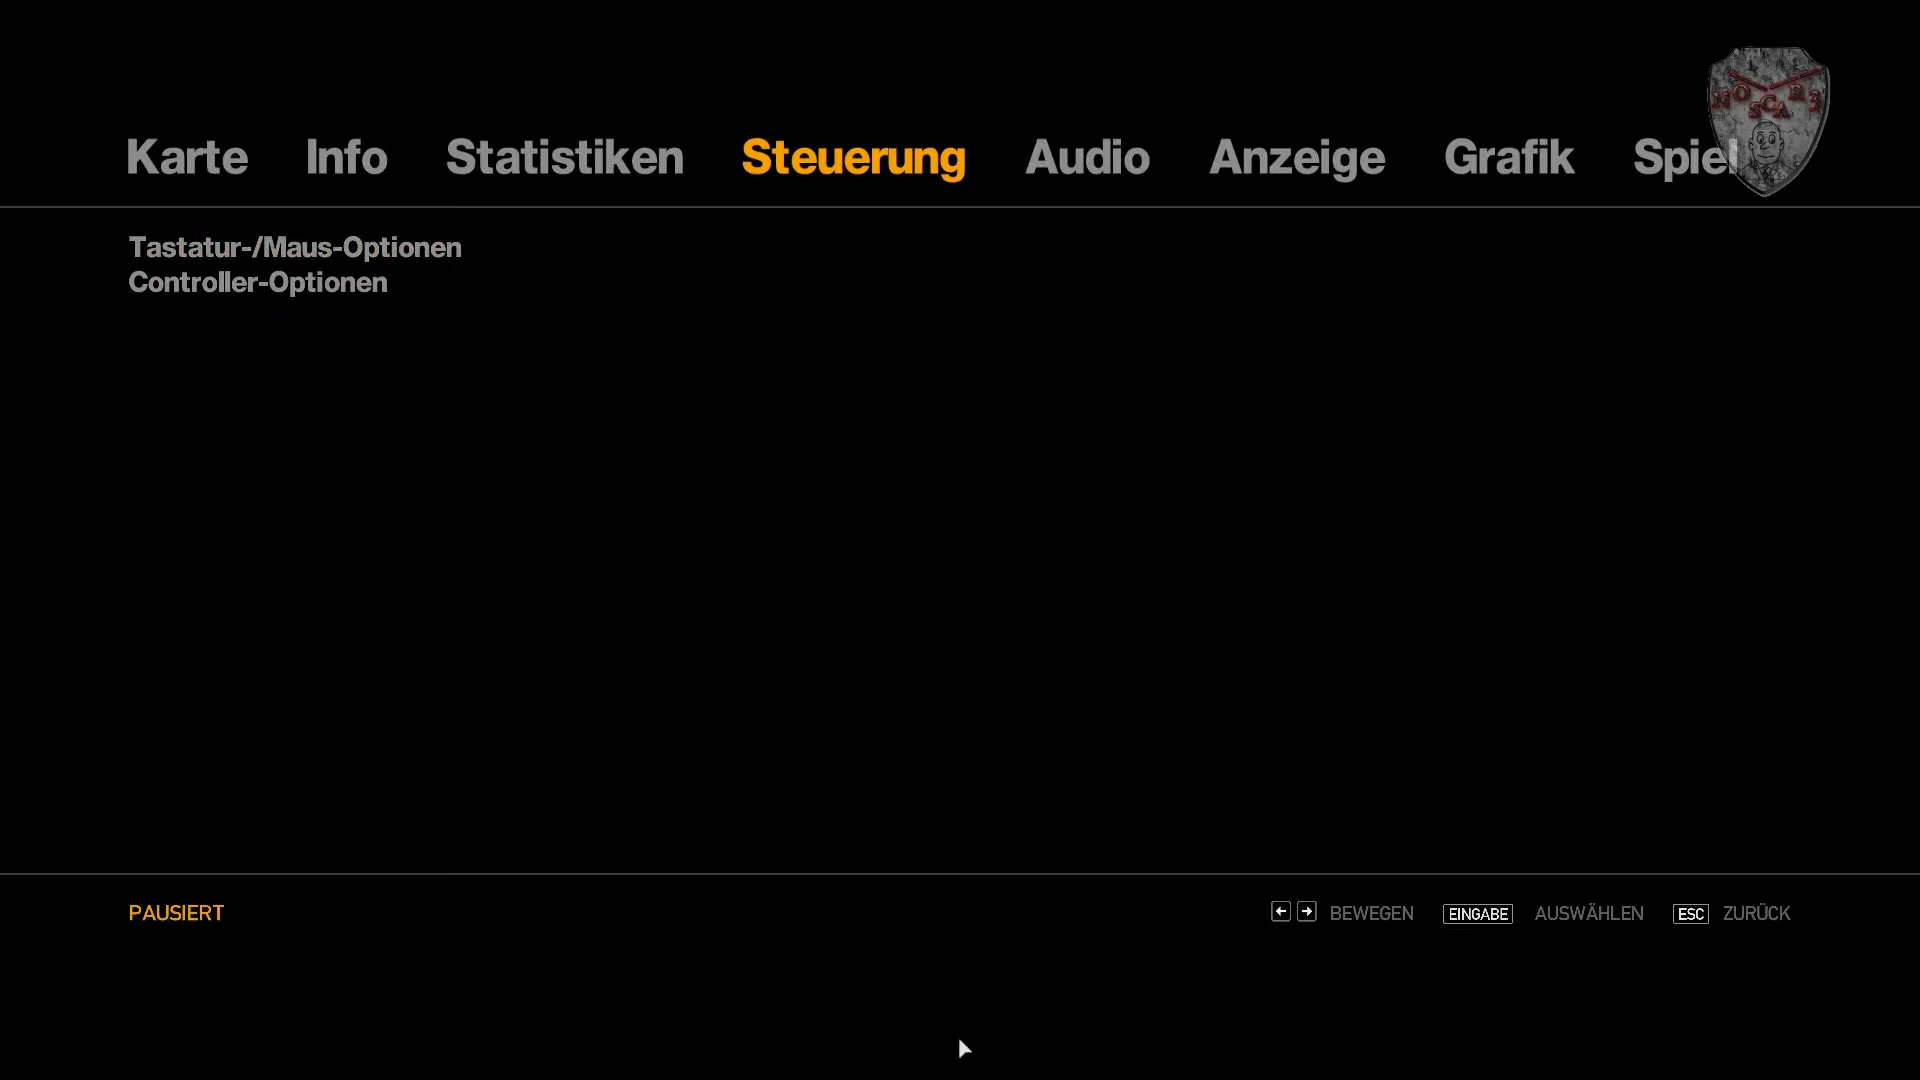 Karte Info Statistiken Steuerung Audio Anzeige Grafik Spiel
NOSCAR3
Tastatur-/Maus-Optionen
Controller-Optionen
PAUSIERT
BEWEGEN EINGABE AUSWÄHLEN ESC ZURÜCK